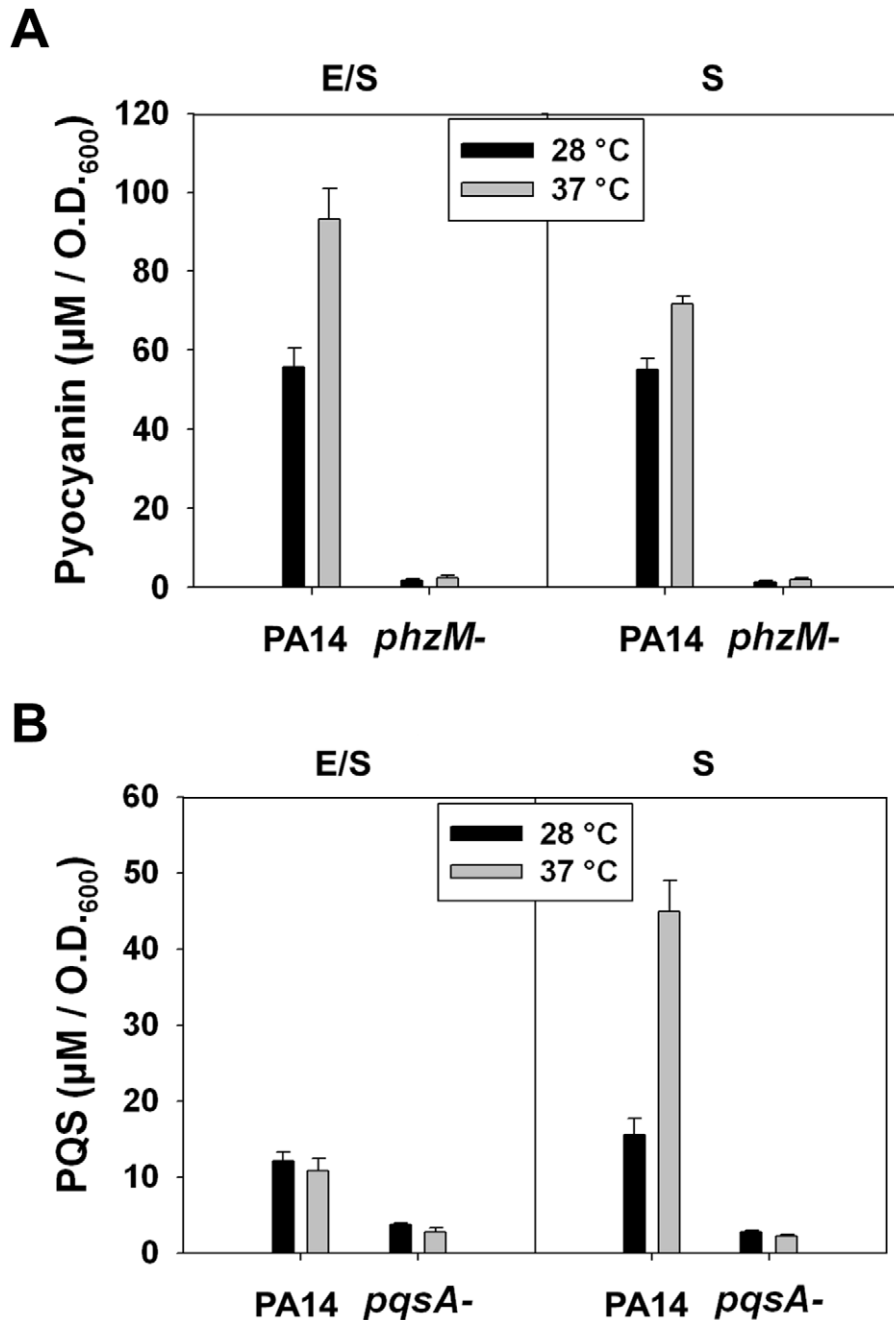 A
E/S S
Pyocyanin (µM / O.D.600)
120
100
80
60
40
20
0
28 °C
37 °C
PA14 phzM- PA14 phzM-
B
E/S S
PQS (µM / O.D.600)
60
50
40
30
20
10
0
28 °C
37 °C
PA14 pqsA- PA14 pqsA-